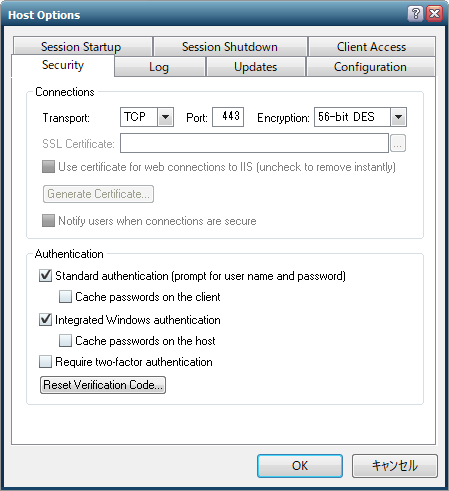 Host Options
Session Startup Session Shutdown Client Access
Security Log Updates Configuration
Connections
Transport: TCP Port: 443 Encryption: 56-bit DES
SSL Certificate: ...
Use certificate for web connections to IIS (uncheck to remove instantly)
Generate Certificate...
Notify users when connections are secure
Authentication
Standard authentication (prompt for user name and password)
Cache passwords on the client
Integrated Windows authentication
Cache passwords on the host
Require two-factor authentication
Reset Verification Code...
OK キャンセル